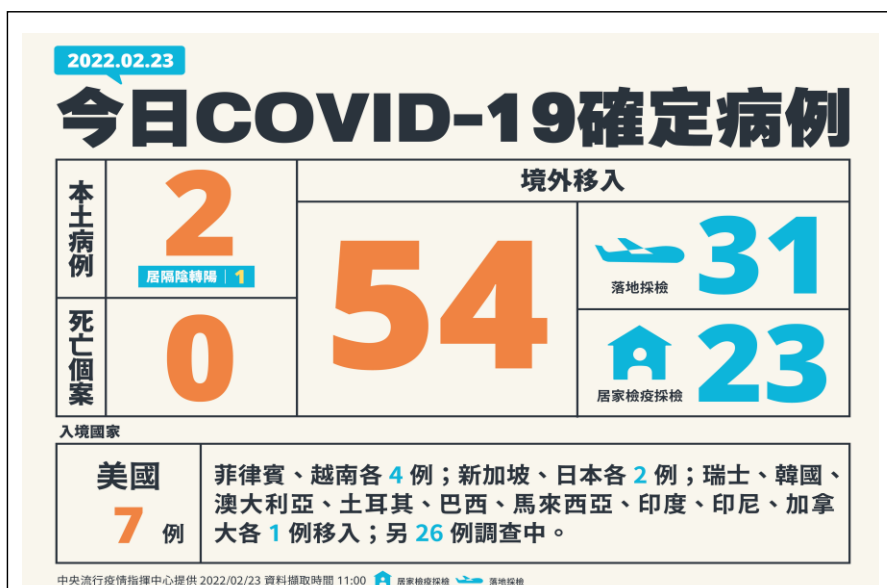 2022.02.23
今日COVID-19確定病例
本土病例
2
居隔陰轉陽 | 1
死亡個案
0
境外移入
54
落地採檢
31
居家檢疫採檢
23
入境國家
美國
7 例
菲律賓、越南各 4 例；新加坡、日本各 2 例；瑞士、韓國、
澳大利亞、土耳其、巴西、馬來西亞、印度、印尼、加拿
大各 1 例移入；另 26 例調查中。
中央流行疫情指揮中心提供 2022/02/23 資料擷取時間 11:00 居家檢疫採檢 落地採檢